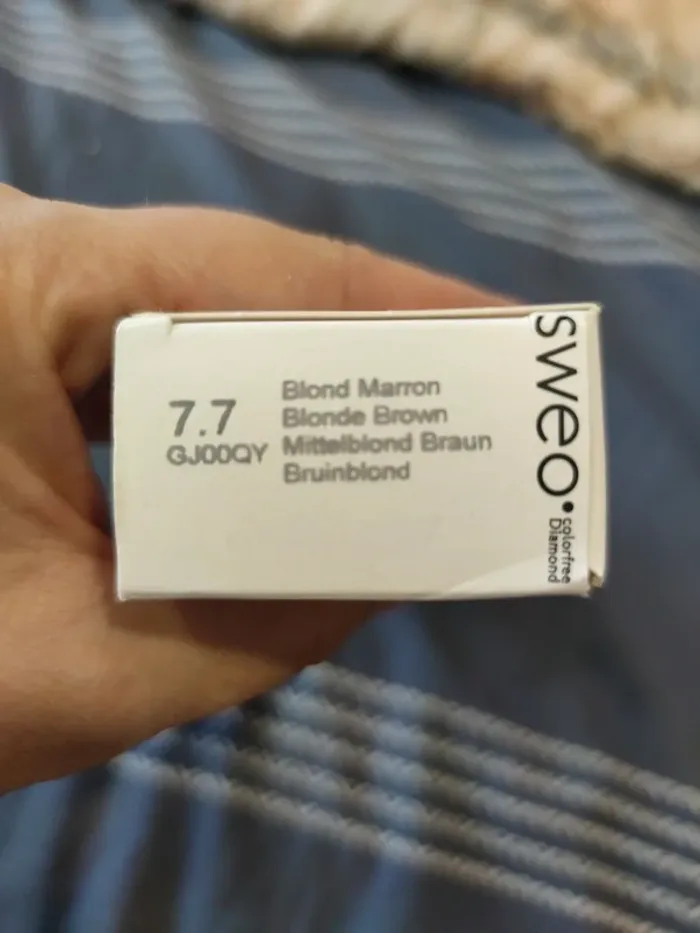 7.7
GJ00QY
Blond Marron
Blonde Brown
Mittelblond Braun
Bruinblond
sweo.
colorfree
Diamond